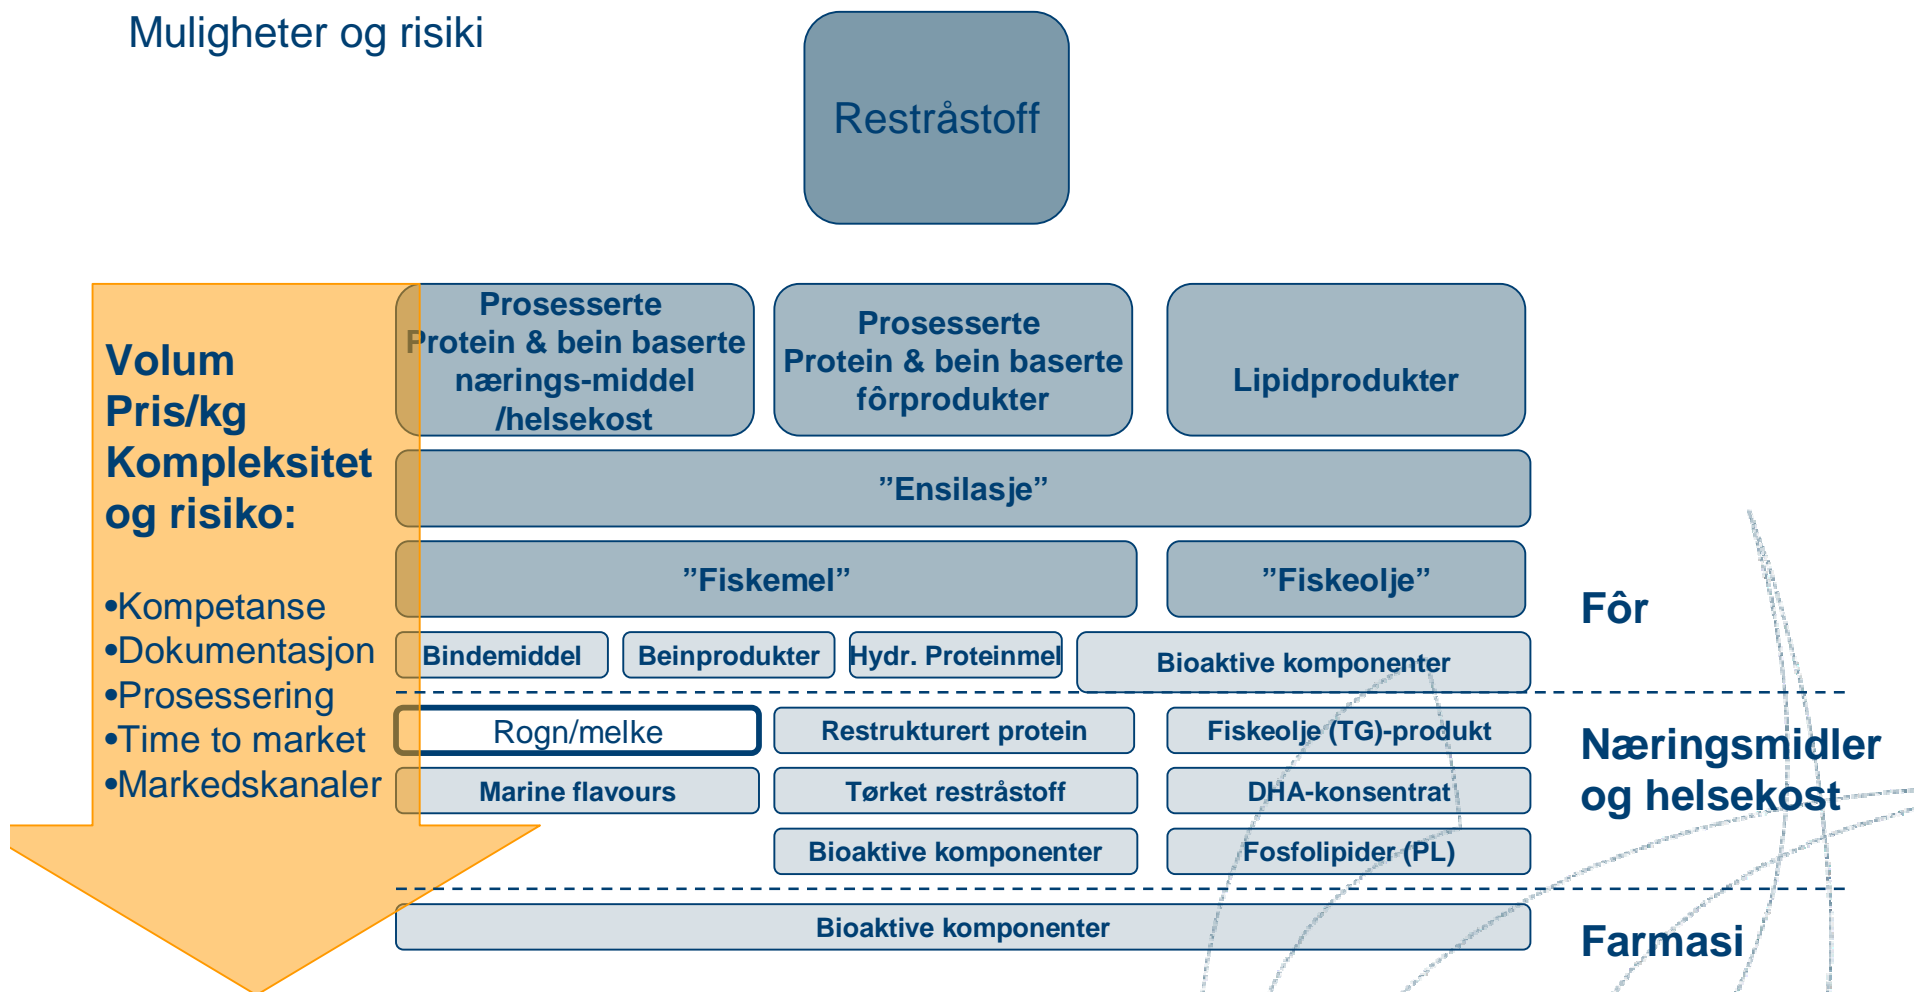 Muligheter og risiki
Restråstoff
Volum
Pris/kg
Kompleksitet
og risiko:
•Kompetanse
•Dokumentasjon
•Prosessering
•Time to market
•Markedskanaler
Prosesserte
Protein & bein baserte
nærings-middel
/helsekost
Prosesserte
Protein & bein baserte
fôrprodukter
Lipidprodukter
”Ensilasje”
”Fiskemel”
”Fiskeolje”
Bindemiddel
Beinprodukter
Hydr. Proteinmel
Bioaktive komponenter
Fôr
Rogn/melke
Restrukturert protein
Fiskeolje (TG)-produkt
Marine flavours
Tørket restråstoff
DHA-konsentrat
Bioaktive komponenter
Fosfolipider (PL)
Næringsmidler
og helsekost
Bioaktive komponenter
Farmasi